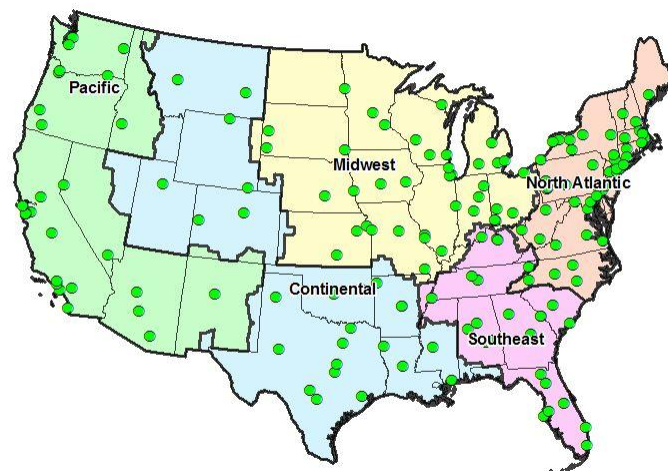 Pacific
Midwest
North Atlantic
Continental
Southeast